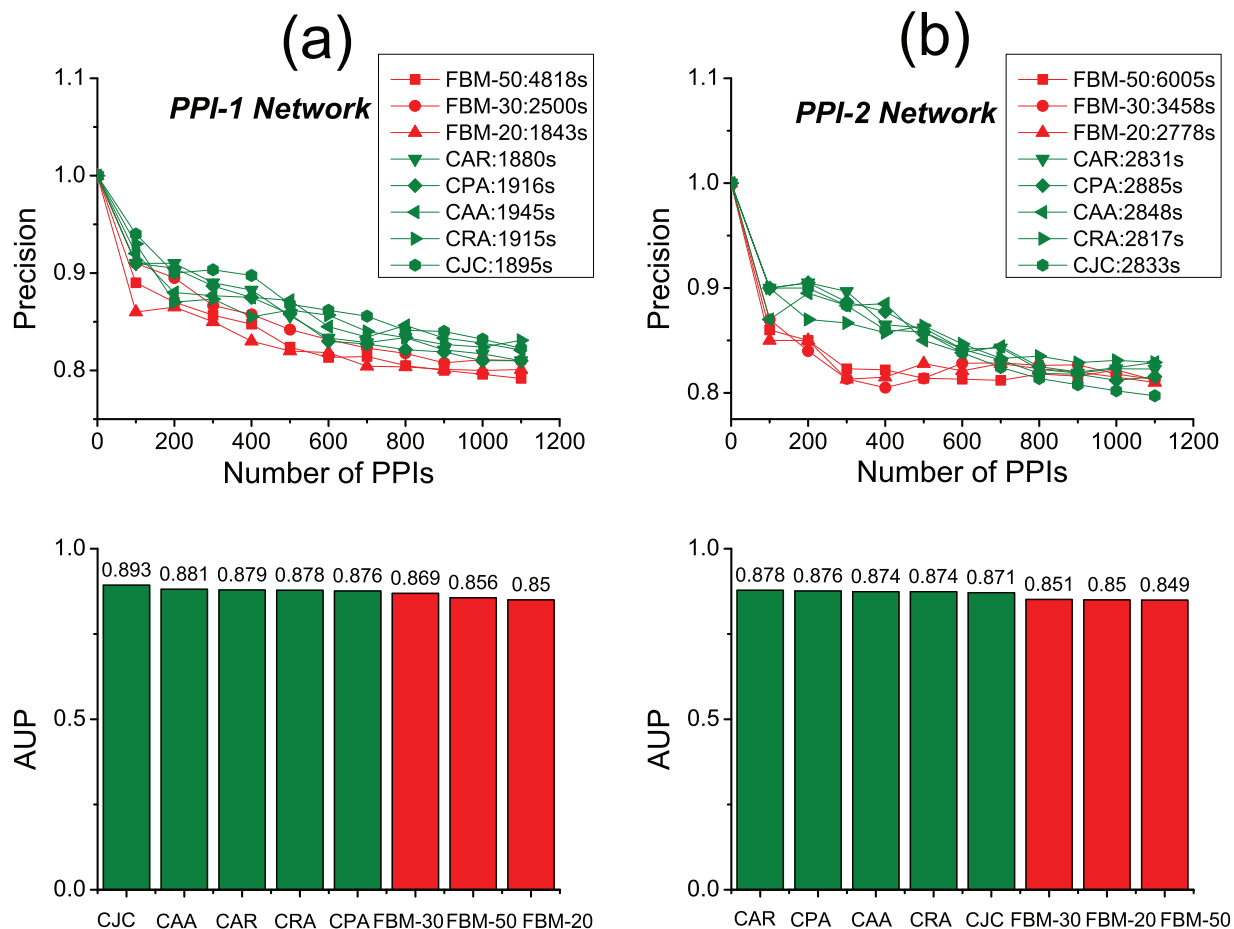 (a)
PPI-1 Network
FBM-50:4818s
FBM-30:2500s
FBM-20:1843s
CAR:1880s
CPA:1916s
CAA:1945s
CRA:1915s
CJC:1895s
1.1
1.0
0.9
0.8
Precision
0 200 400 600 800 1000 1200
Number of PPIs
(b)
PPI-2 Network
FBM-50:6005s
FBM-30:3458s
FBM-20:2778s
CAR:2831s
CPA:2885s
CAA:2848s
CRA:2817s
CJC:2833s
1.1
1.0
0.9
0.8
Precision
0 200 400 600 800 1000 1200
Number of PPIs
1.0
0.5
0.0
AUP
0.893 0.881 0.879 0.878 0.876 0.869 0.856 0.85
CJC CAA CAR CRA CPA FBM-30 FBM-50 FBM-20
1.0
0.5
0.0
AUP
0.878 0.876 0.874 0.874 0.871 0.851 0.85 0.849
CAR CPA CAA CRA CJC FBM-30 FBM-20 FBM-50